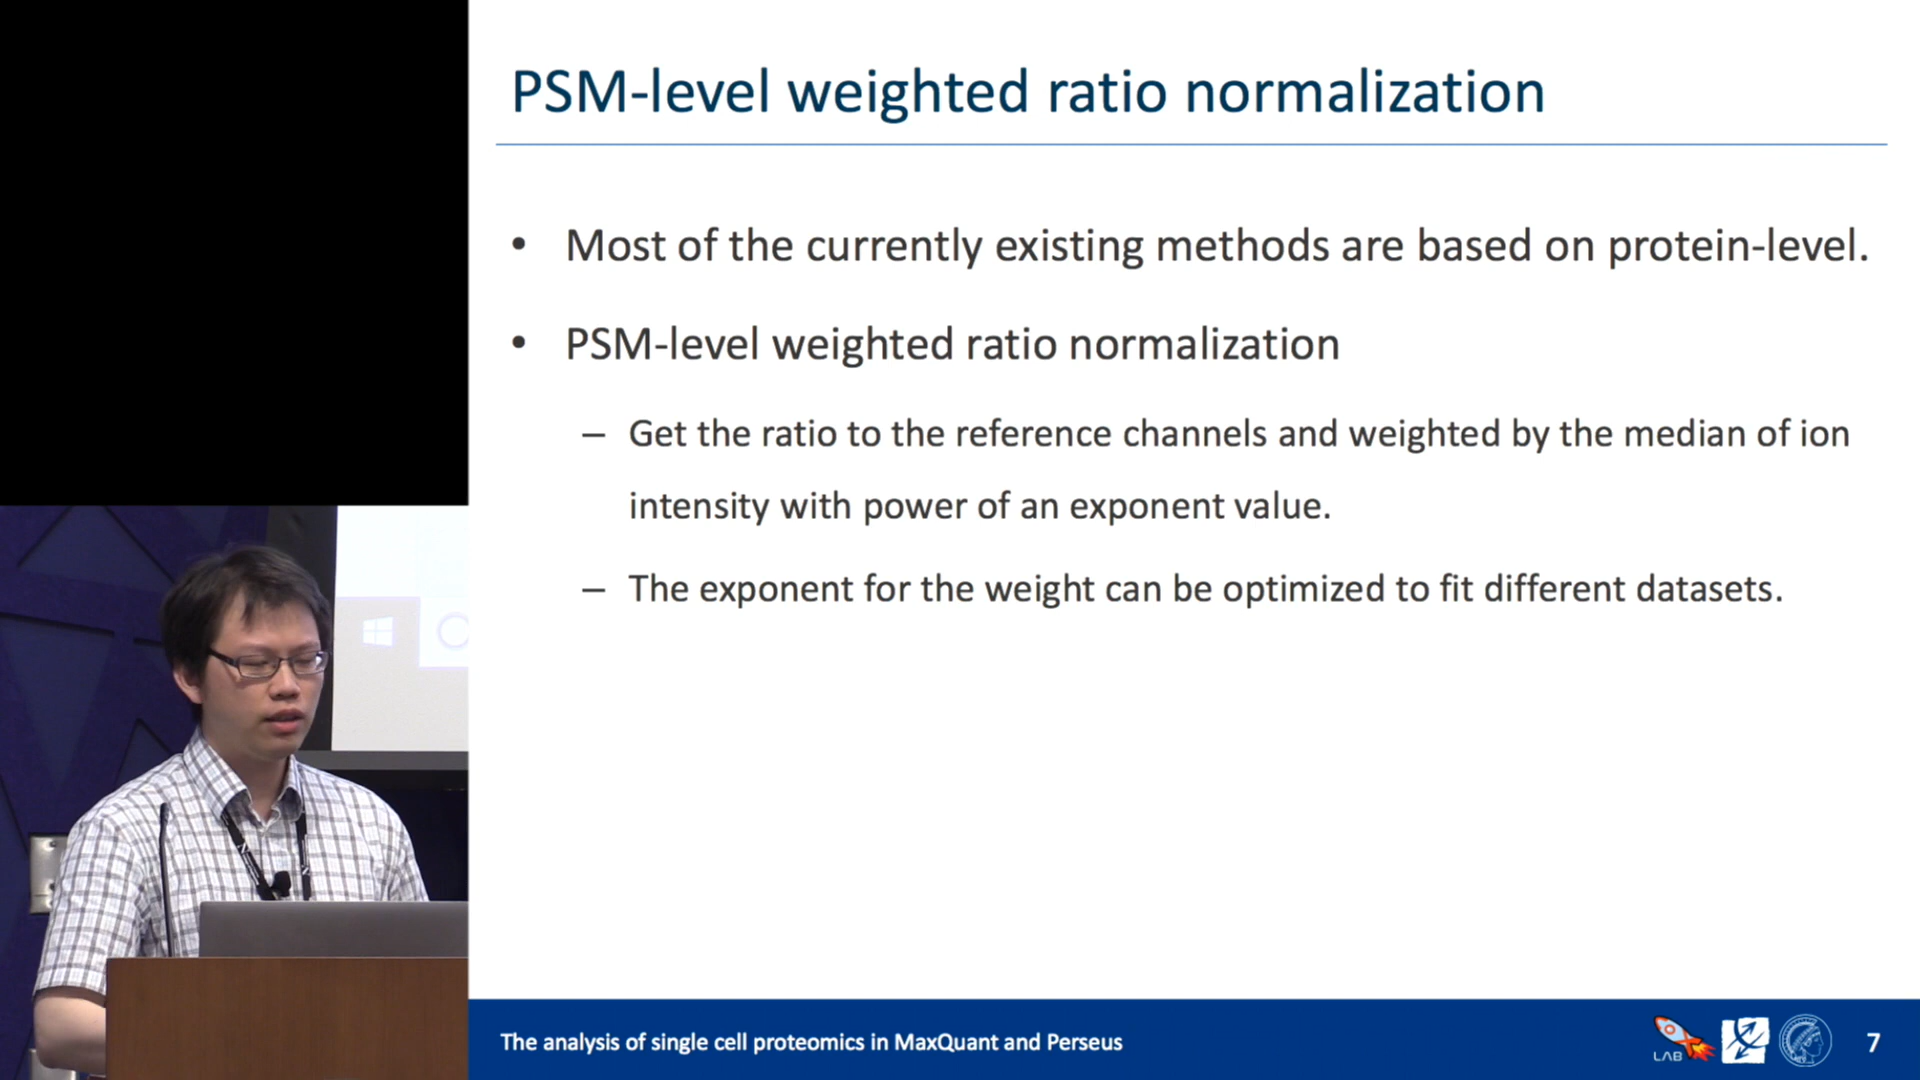 PSM-level weighted ratio normalization
• Most of the currently existing methods are based on protein-level.
• PSM-level weighted ratio normalization
– Get the ratio to the reference channels and weighted by the median of ion
intensity with power of an exponent value.
– The exponent for the weight can be optimized to fit different datasets.
The analysis of single cell proteomics in MaxQuant and Perseus
LAB
7